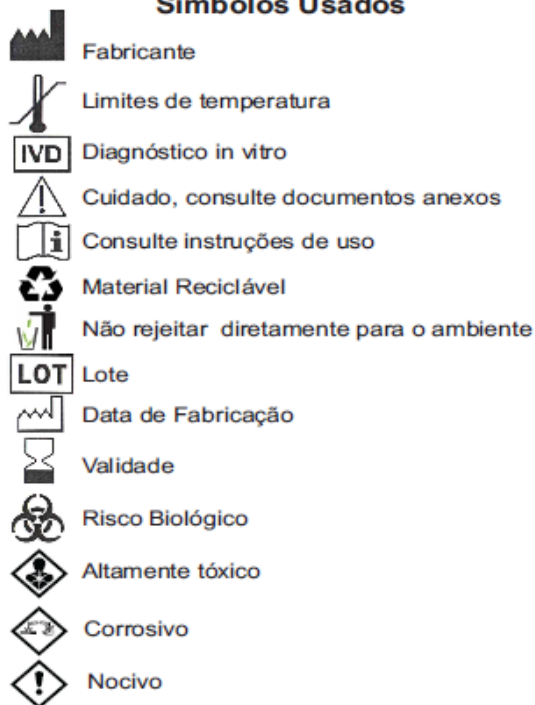 Símbolos Usados
Fabricante
Limites de temperatura
IVD Diagnóstico in vitro
Cuidado, consulte documentos anexos
i Consulte instruções de uso
Material Reciclável
Não rejeitar diretamente para o ambiente
LOT Lote
Data de Fabricação
Validade
Risco Biológico
Altamente tóxico
Corrosivo
Nocivo